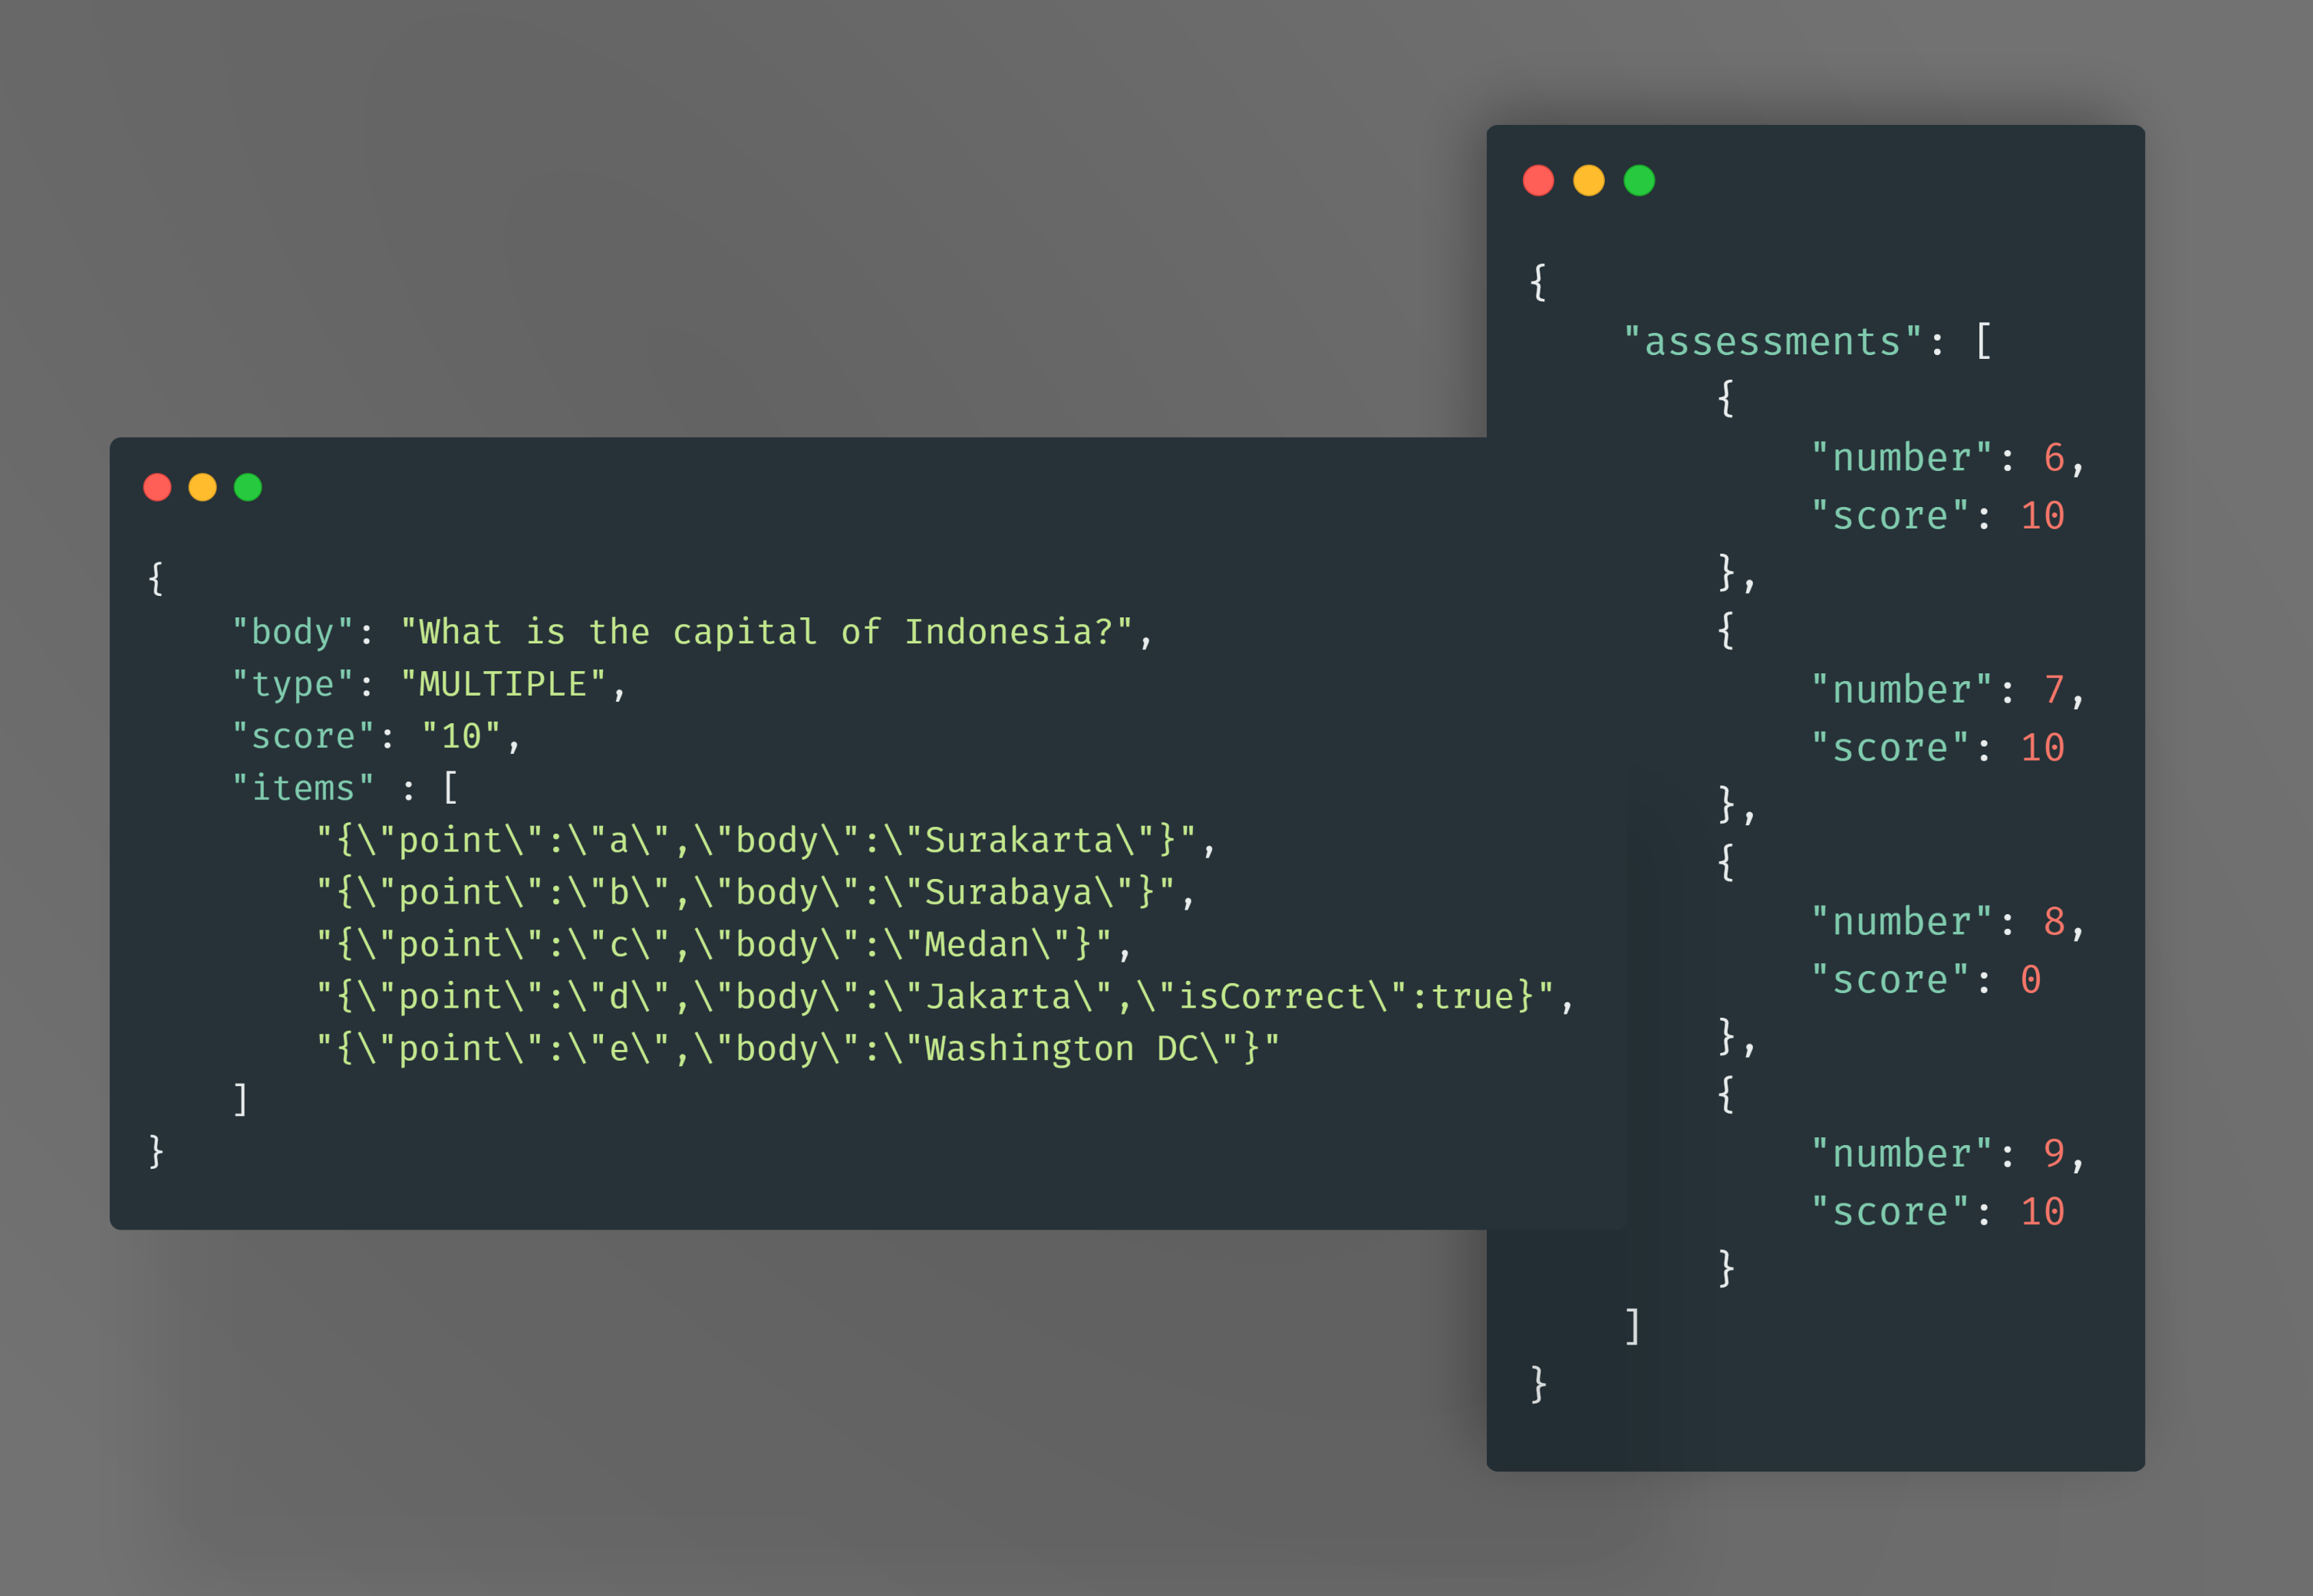 {
    "body": "What is the capital of Indonesia?",
    "type": "MULTIPLE",
    "score": "10",
    "items" : [
        "{\"point\":\"a\",\"body\":\"Surakarta\"}",
        "{\"point\":\"b\",\"body\":\"Surabaya\"}",
        "{\"point\":\"c\",\"body\":\"Medan\"}",
        "{\"point\":\"d\",\"body\":\"Jakarta\",\"isCorrect\":true}",
        "{\"point\":\"e\",\"body\":\"Washington DC\"}"
    ]
}
{
    "assessments": [
        {
            "number": 6,
            "score": 10
        },
        {
            "number": 7,
            "score": 10
        },
        {
            "number": 8,
            "score": 0
        },
        {
            "number": 9,
            "score": 10
        }
    ]
}